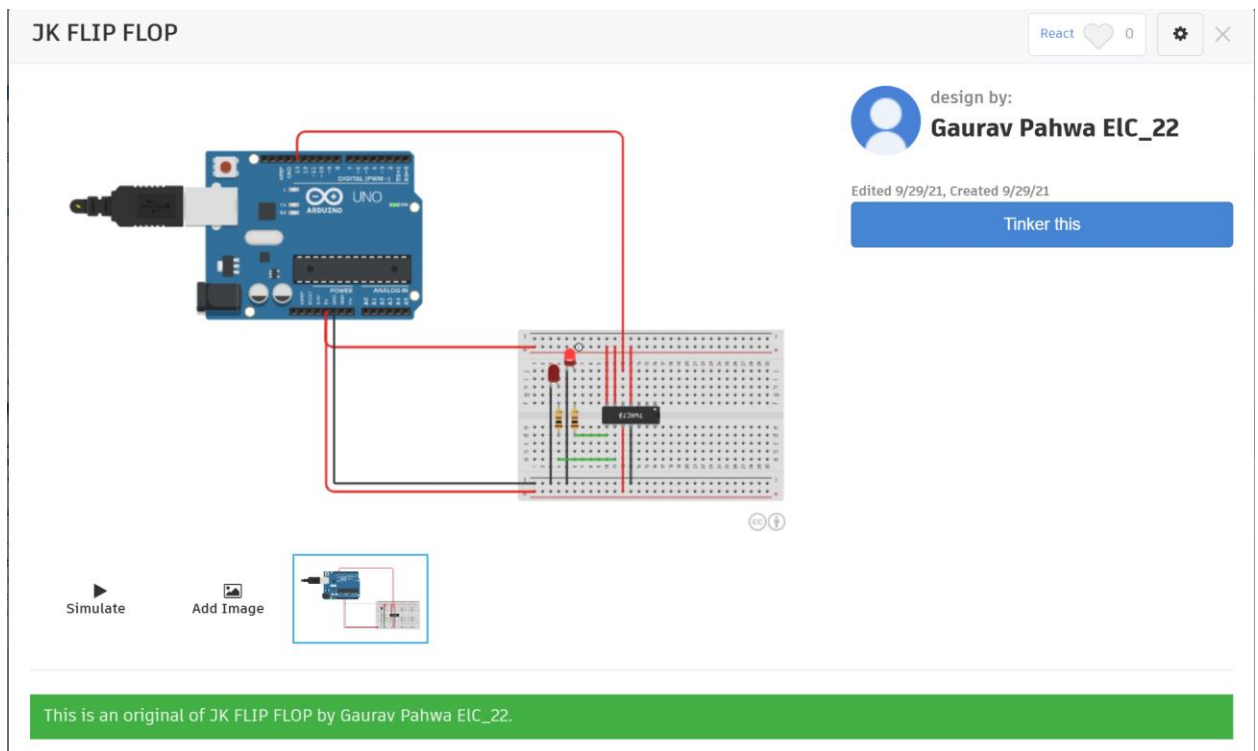 JK FLIP FLOP
React 0
design by:
Gaurav Pahwa ElC_22
Edited 9/29/21, Created 9/29/21
Tinker this
DIGITAL (PWM~)
UNO
ARDUINO
POWER
ANALOG IN
74HC73
cc
Simulate
Add Image
This is an original of JK FLIP FLOP by Gaurav Pahwa ElC_22.